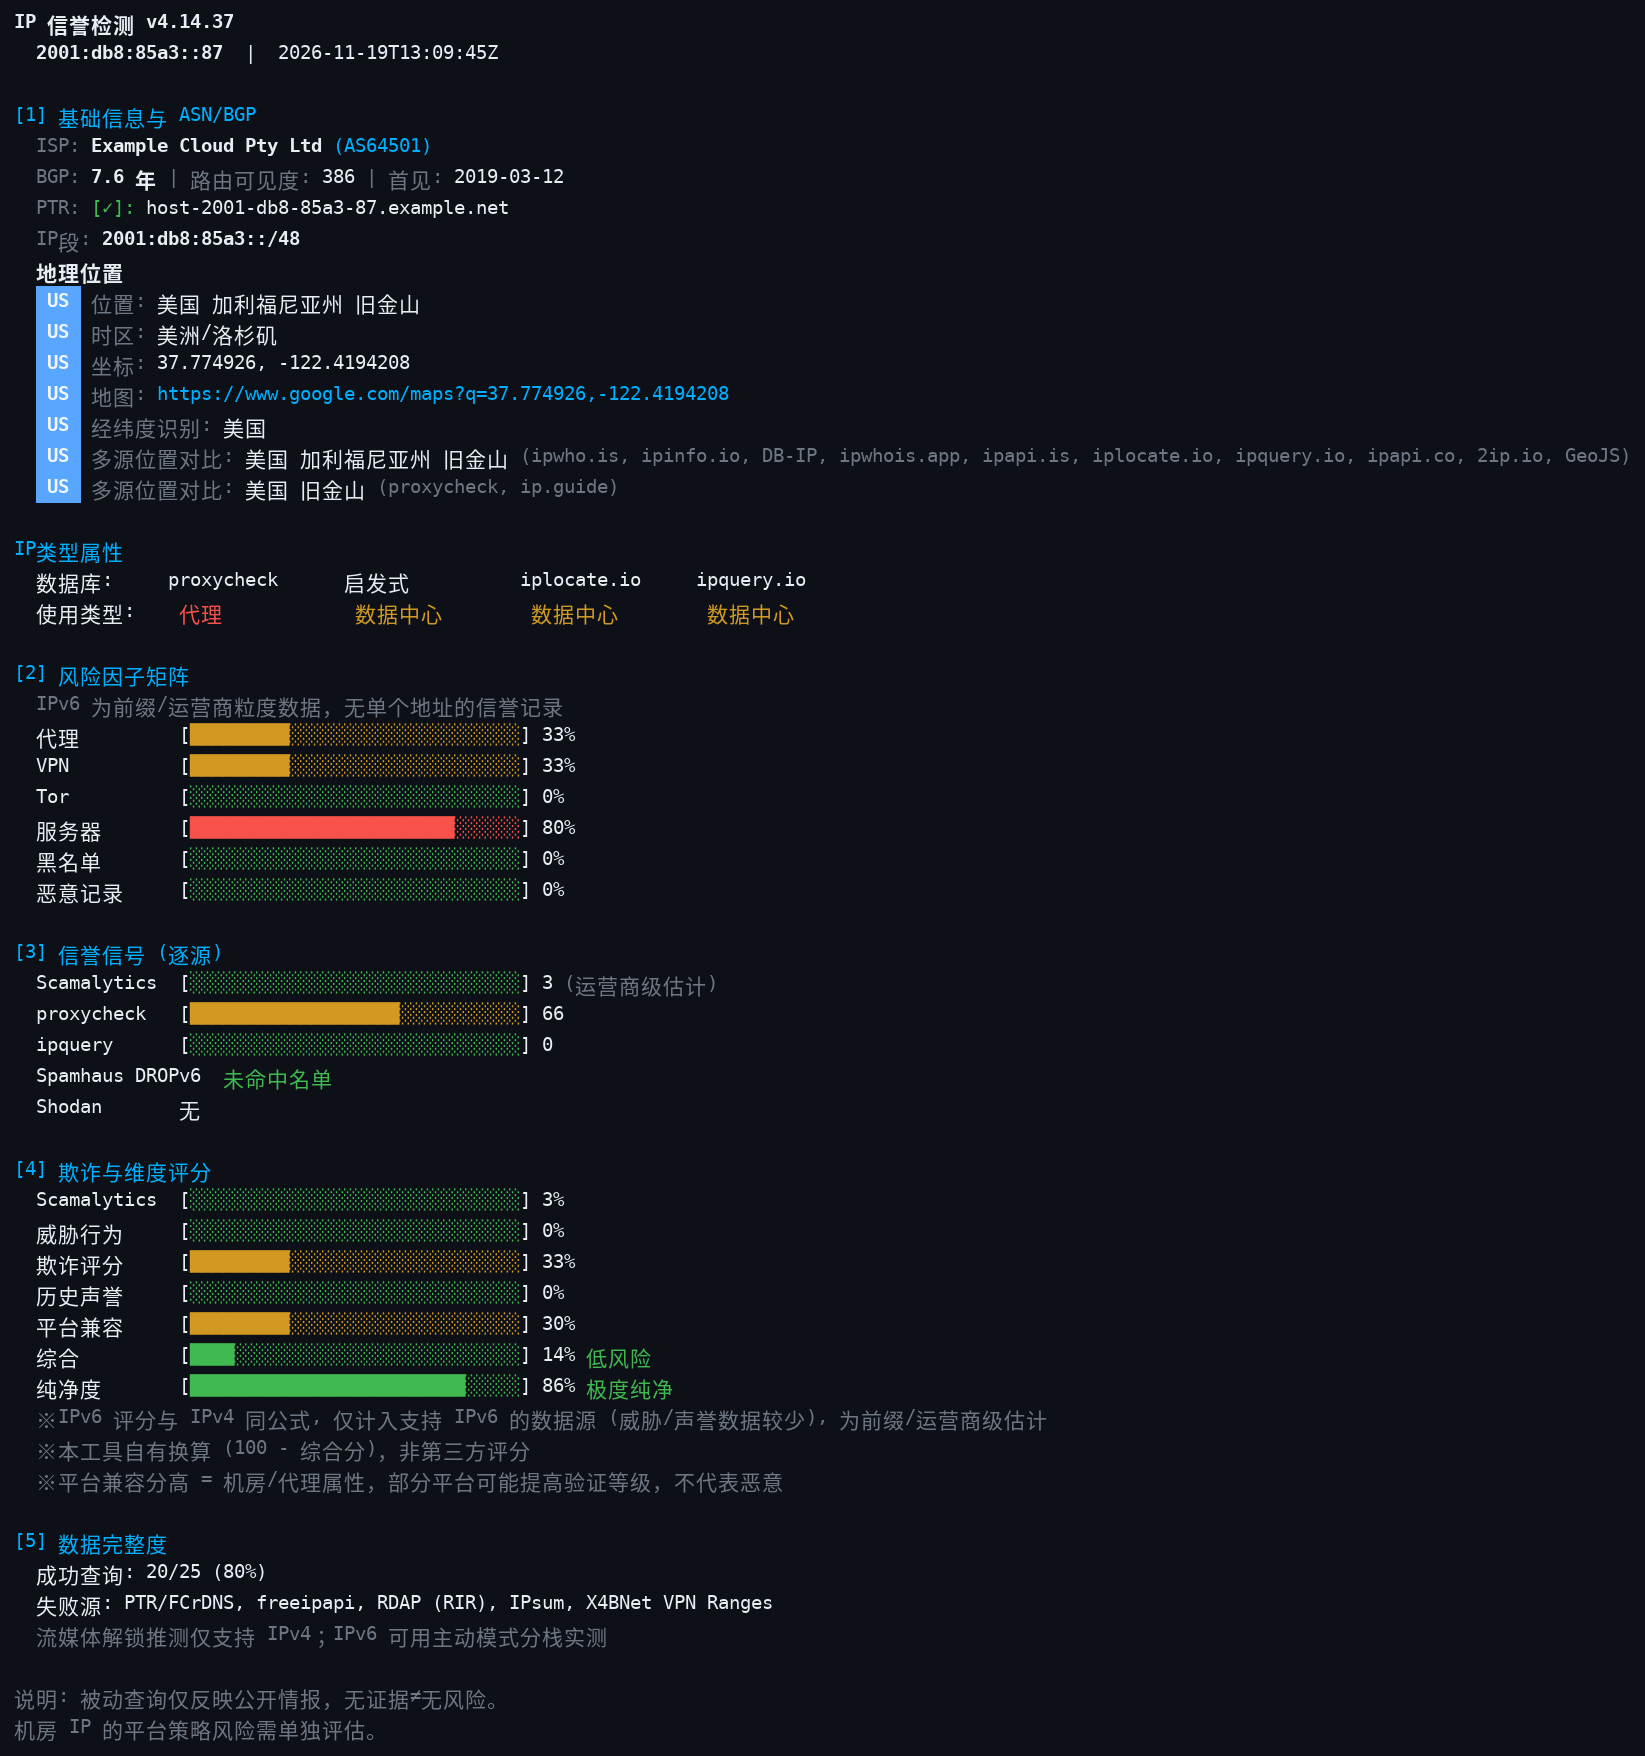 IP 信誉检测 v4.14.37
2001:db8:85a3::87 | 2026-11-19T13:09:45Z
[1] 基础信息与 ASN/BGP
ISP: Example Cloud Pty Ltd (AS64501)
BGP: 7.6 年 | 路由可见度: 386 | 首见: 2019-03-12
PTR: [✓]: host-2001-db8-85a3-87.example.net
IP段: 2001:db8:85a3::/48
地理位置
US 位置: 美国 加利福尼亚州 旧金山
US 时区: 美洲/洛杉矶
US 坐标: 37.774926, -122.4194208
US 地图: https://www.google.com/maps?q=37.774926,-122.4194208
US 经纬度识别: 美国
US 多源位置对比: 美国 加利福尼亚州 旧金山 (ipwho.is, ipinfo.io, DB-IP, ipwhois.app, ipapi.is, iplocate.io, ipquery.io, ipapi.co, 2ip.io, GeoJS)
US 多源位置对比: 美国 旧金山 (proxycheck, ip.guide)
IP类型属性
数据库: proxycheck 启发式 iplocate.io ipquery.io
使用类型: 代理 数据中心 数据中心 数据中心
[2] 风险因子矩阵
IPv6 为前缀/运营商粒度数据，无单个地址的信誉记录
代理 [] 33%
VPN [] 33%
Tor [] 0%
服务器 [] 80%
黑名单 [] 0%
恶意记录 [] 0%
[3] 信誉信号 (逐源)
Scamalytics [] 3 (运营商级估计)
proxycheck [] 66
ipquery [] 0
Spamhaus DROPv6 未命中名单
Shodan 无
[4] 欺诈与维度评分
Scamalytics [] 3%
威胁行为 [] 0%
欺诈评分 [] 33%
历史声誉 [] 0%
平台兼容 [] 30%
综合 [] 14% 低风险
纯净度 [] 86% 极度纯净
※IPv6 评分与 IPv4 同公式，仅计入支持 IPv6 的数据源 (威胁/声誉数据较少)，为前缀/运营商级估计
※本工具自有换算 (100 - 综合分)，非第三方评分
※平台兼容分高 = 机房/代理属性，部分平台可能提高验证等级，不代表恶意
[5] 数据完整度
成功查询: 20/25 (80%)
失败源: PTR/FCrDNS, freeipapi, RDAP (RIR), IPsum, X4BNet VPN Ranges
流媒体解锁推测仅支持 IPv4；IPv6 可用主动模式分栈实测
说明: 被动查询仅反映公开情报，无证据≠无风险。
机房 IP 的平台策略风险需单独评估。